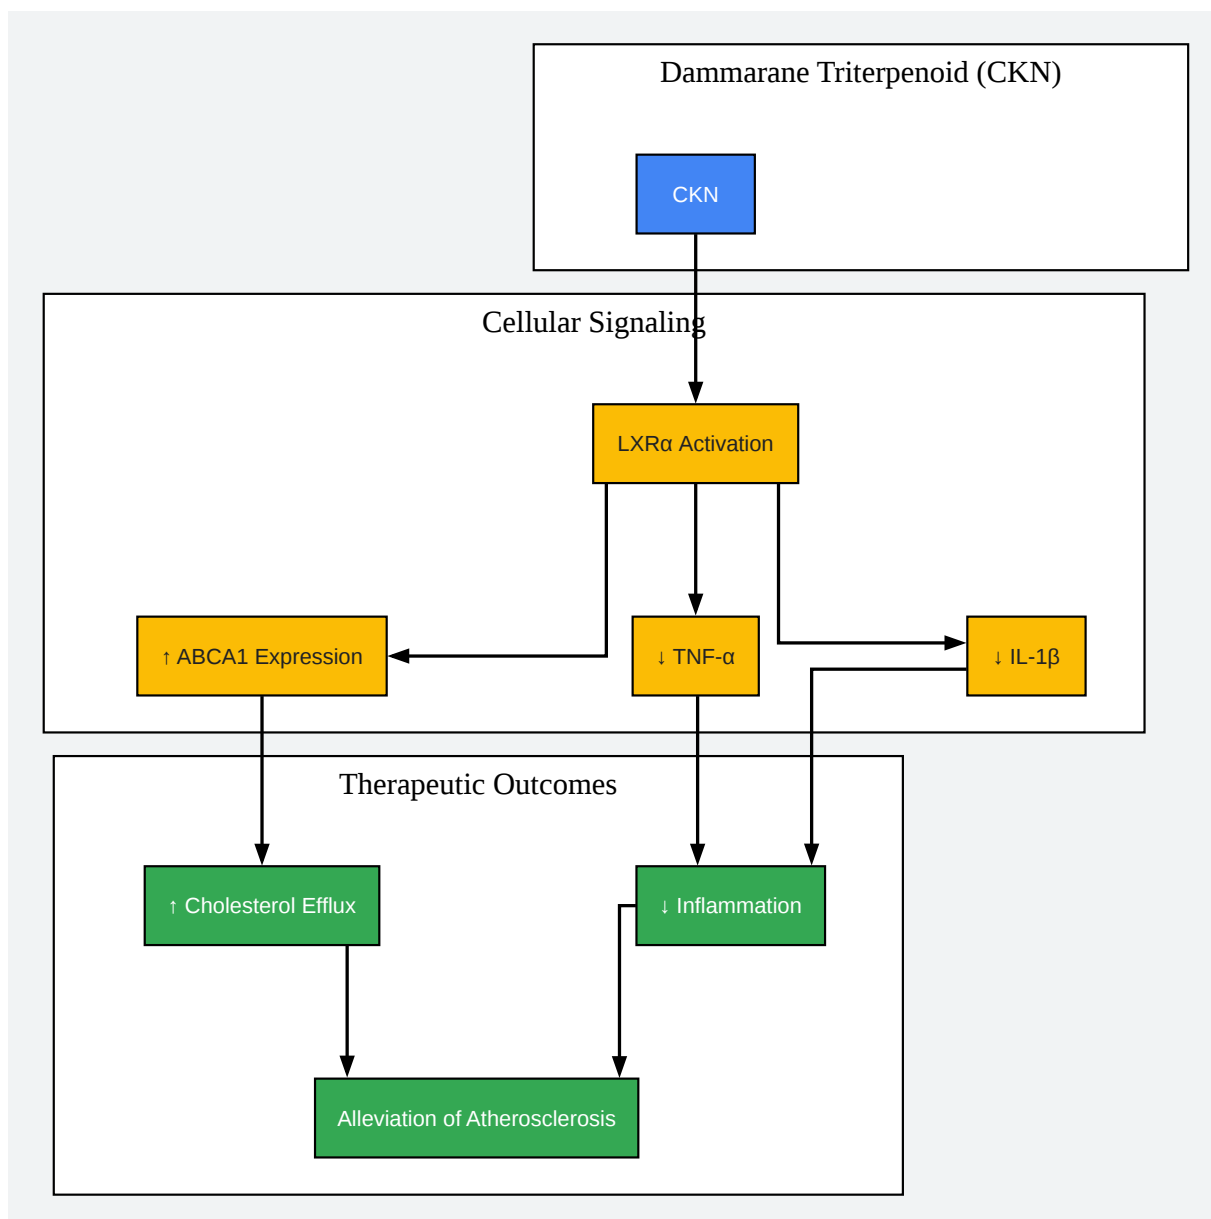 Dammarane Triterpenoid (CKN)
CKN
Cellular Signaling
LXRα Activation
↑ ABCA1 Expression
↓ TNF-α
↓ IL-1β
Therapeutic Outcomes
↑ Cholesterol Efflux
↓ Inflammation
Alleviation of Atherosclerosis